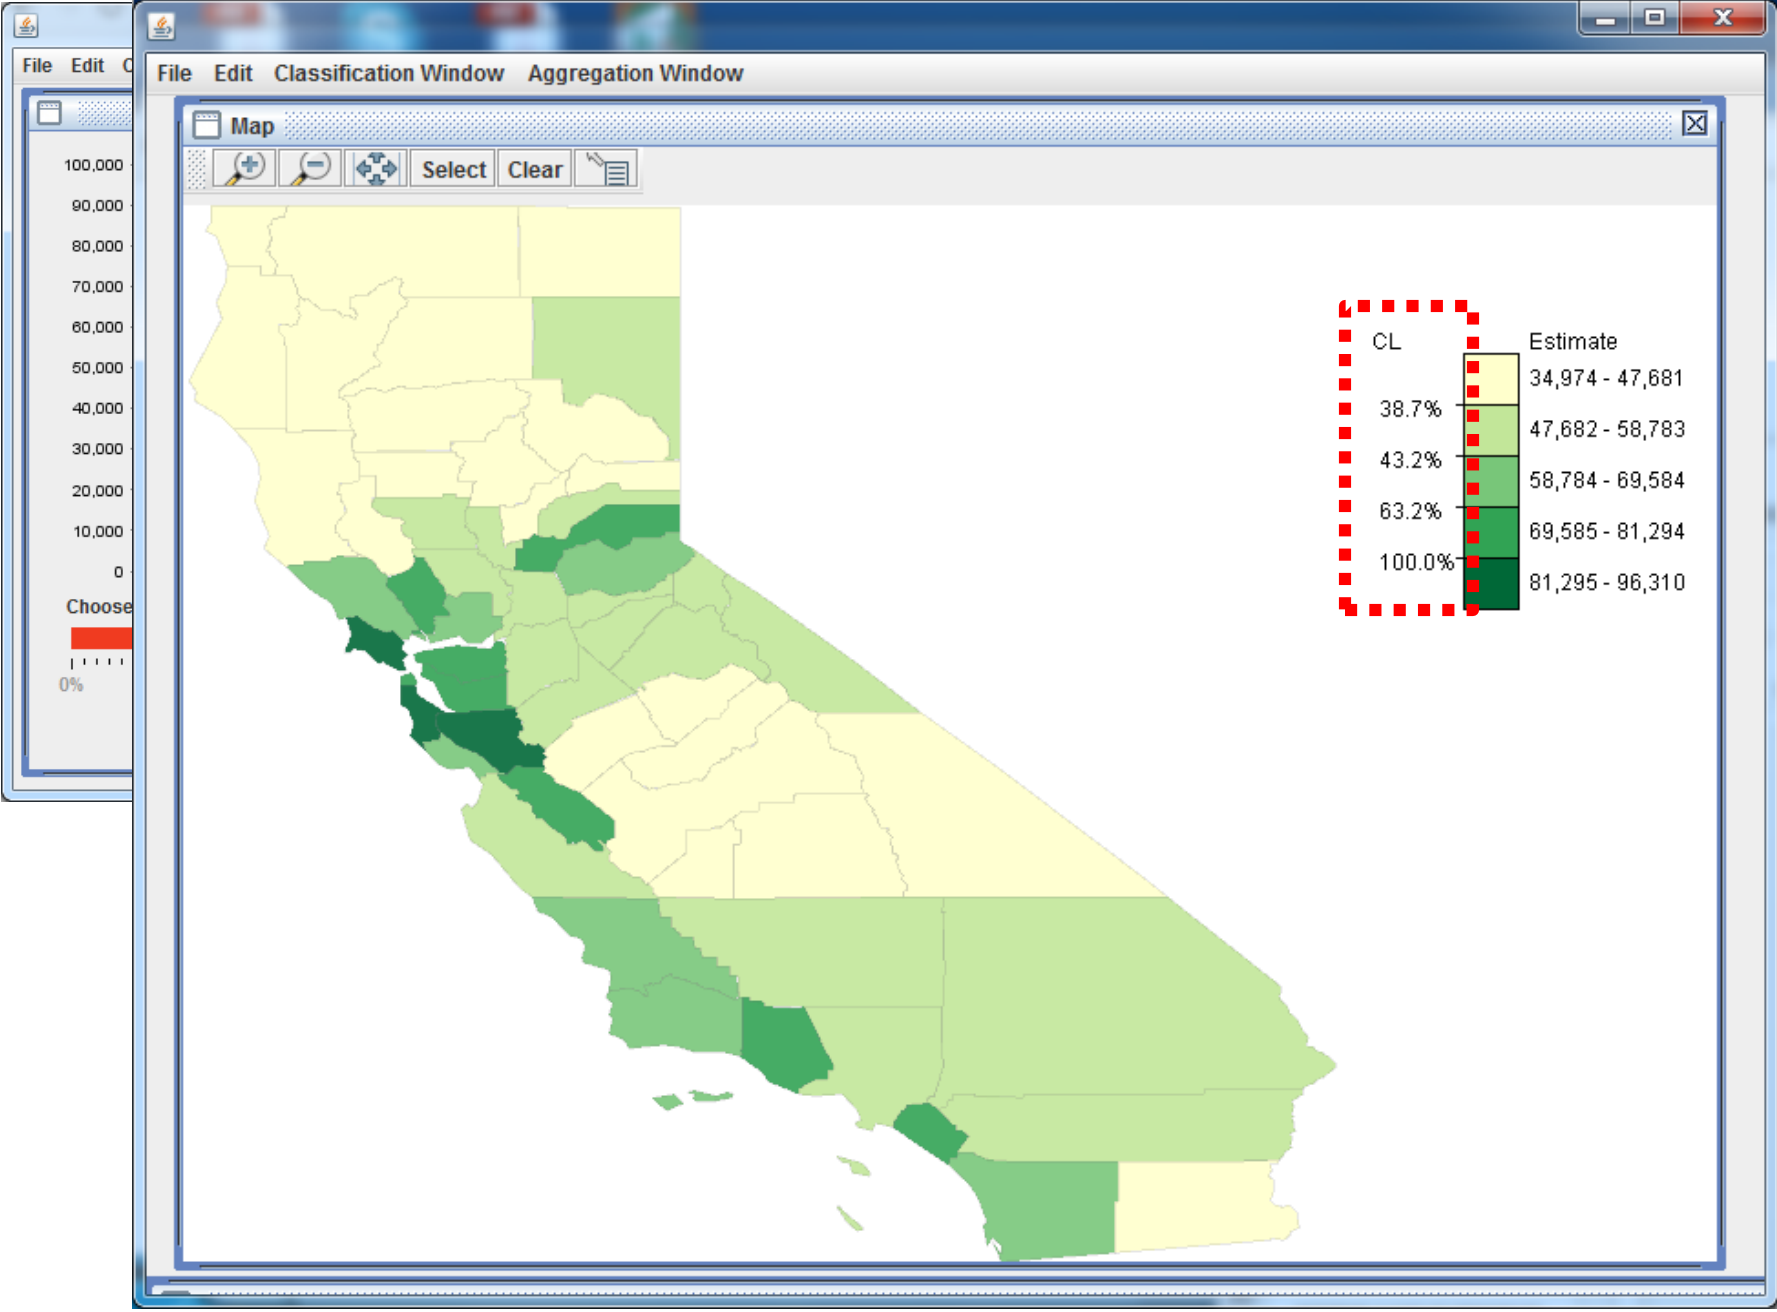 File Edit C
100,000
90,000
80,000
70,000
60,000
50,000
40,000
30,000
20,000
10,000
0
Choose
0%
File Edit Classification Window Aggregation Window
Map
Select Clear
CL Estimate
34,974 - 47,681
38.7%
47,682 - 58,783
43.2%
58,784 - 69,584
63.2%
69,585 - 81,294
100.0%
81,295 - 96,310